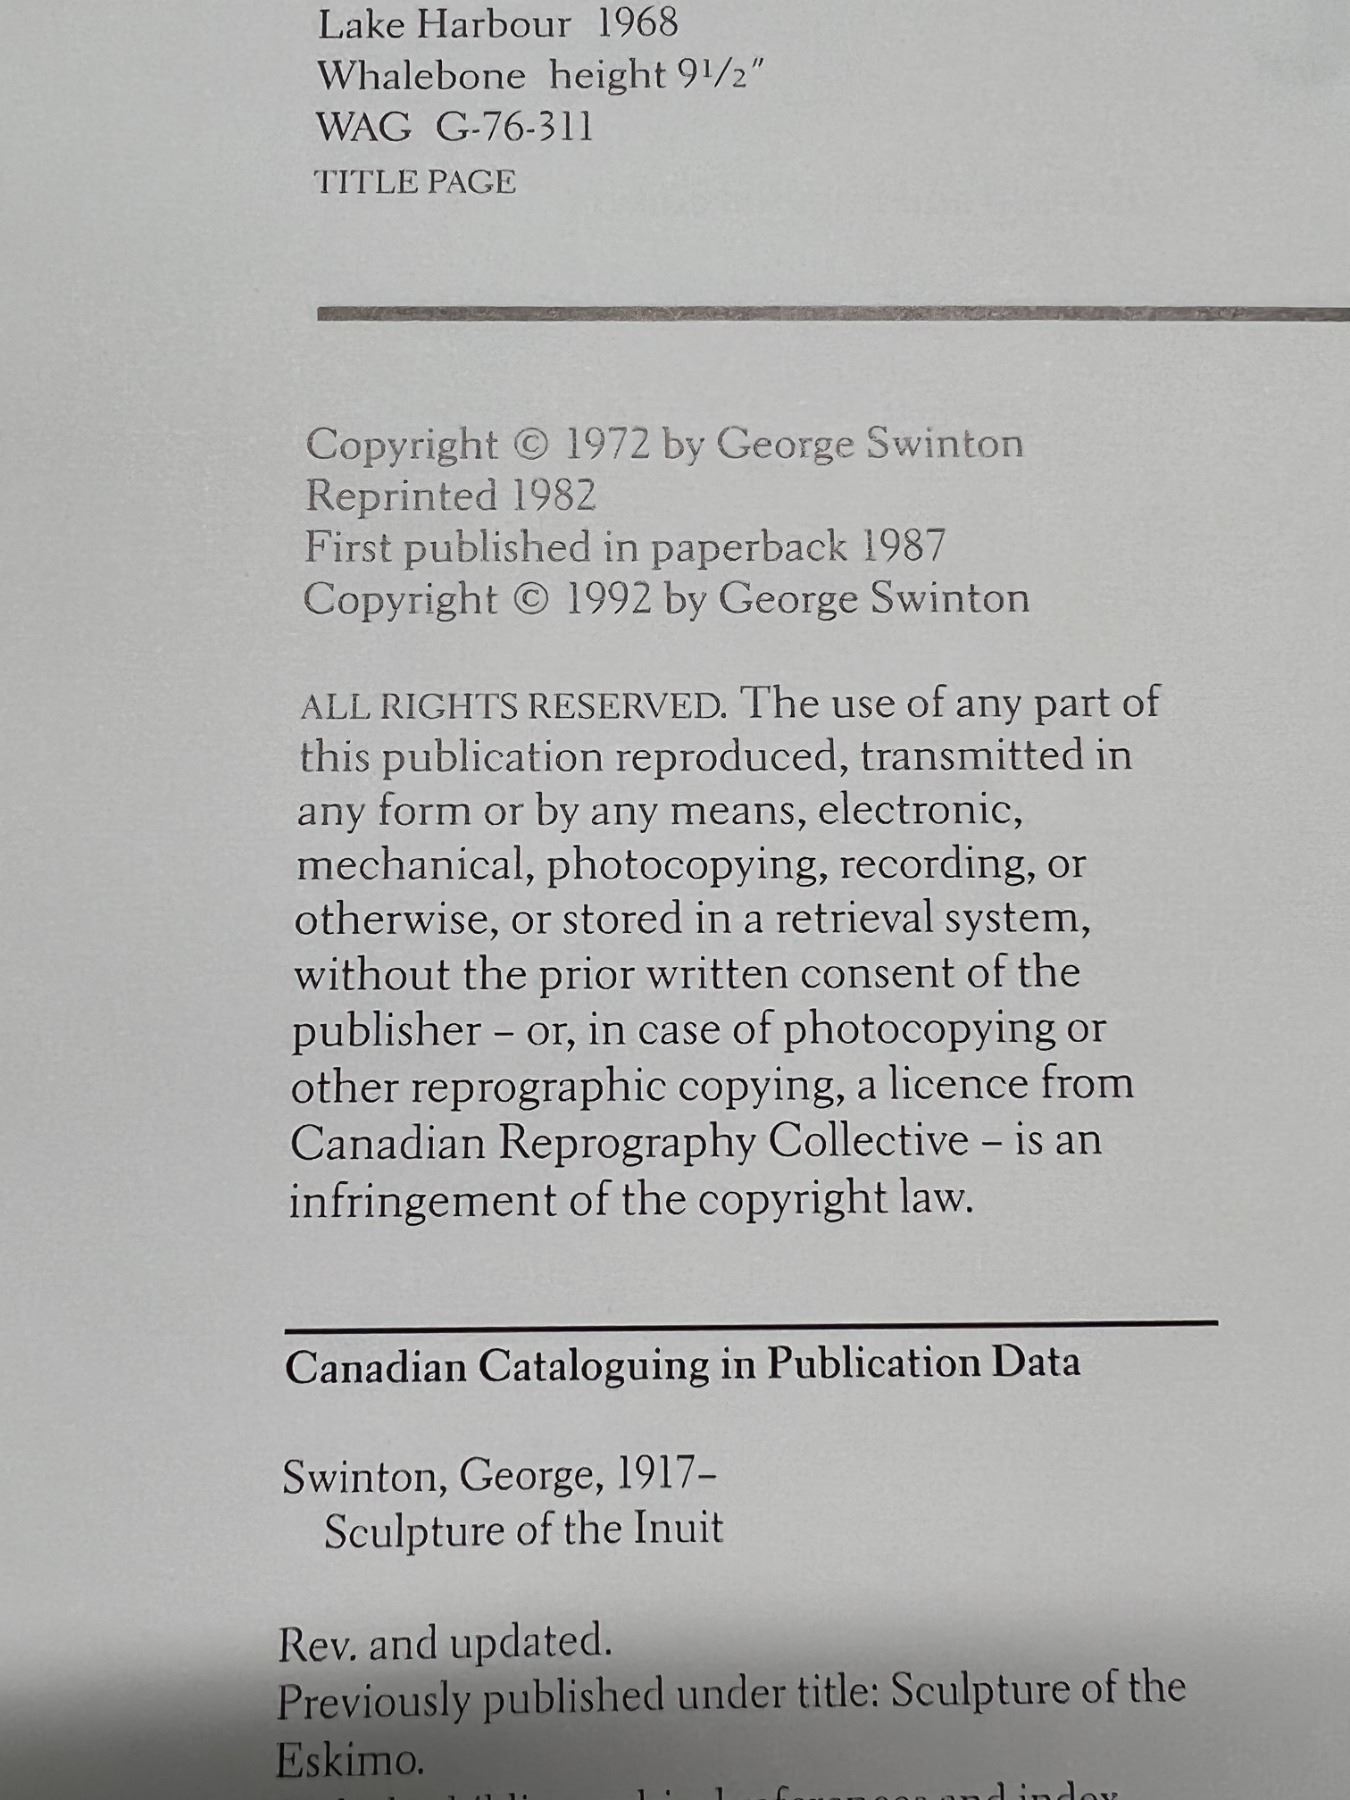 Lake Harbour 1968
Whalebone height 9½"
WAG G-76-311
TITLE PAGE
Copyright © 1972 by George Swinton
Reprinted 1982
First published in paperback 1987
Copyright © 1992 by George Swinton
ALL RIGHTS RESERVED. The use of any part of
this publication reproduced, transmitted in
any form or by any means, electronic,
mechanical, photocopying, recording, or
otherwise, or stored in a retrieval system,
without the prior written consent of the
publisher – or, in case of photocopying or
other reprographic copying, a licence from
Canadian Reprography Collective – is an
infringement of the copyright law.
Canadian Cataloguing in Publication Data
Swinton, George, 1917–
Sculpture of the Inuit
Rev. and updated.
Previously published under title: Sculpture of the
Eskimo.
and index